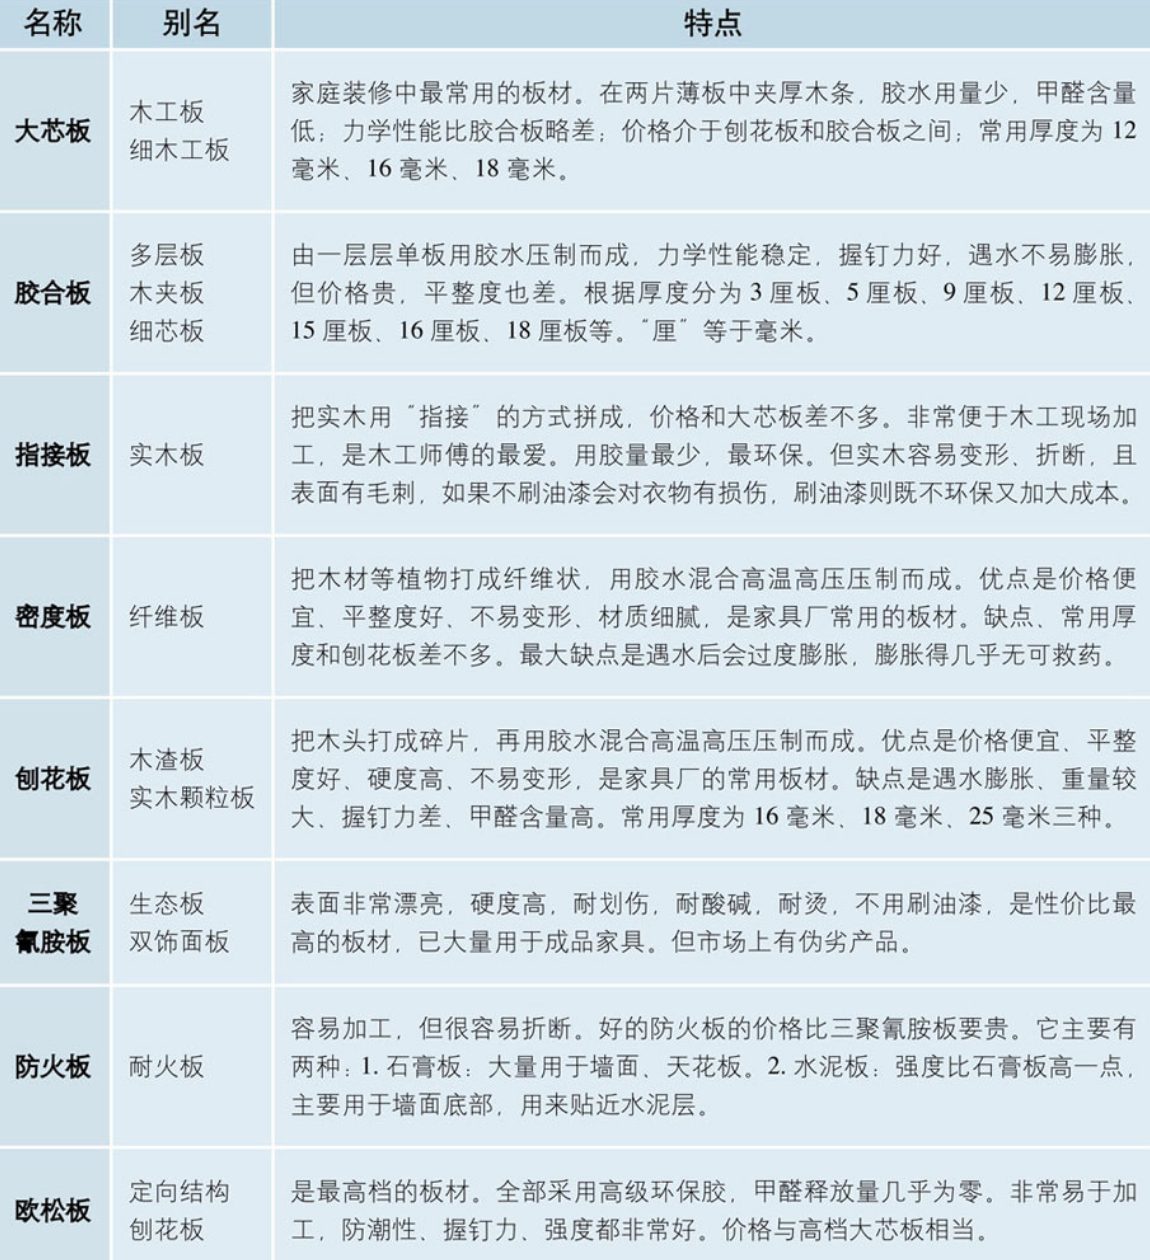 名称 别名 特点
大芯板
木工板
细木工板
家庭装修中最常用的板材。在两片薄板中夹厚木条，胶水用量少，甲醛含量
低；力学性能比胶合板略差；价格介于刨花板和胶合板之间；常用厚度为 12
毫米、16 毫米、18 毫米。
胶合板
多层板
木夹板
细芯板
由一层层单板用胶水压制而成，力学性能稳定，握钉力好，遇水不易膨胀，
但价格贵，平整度也差。根据厚度分为 3 厘板、5 厘板、9 厘板、12 厘板、
15 厘板、16 厘板、18 厘板等。“厘”等于毫米。
指接板
实木板
把实木用“指接”的方式拼成，价格和大芯板差不多。非常便于木工现场加
工，是木工师傅的最爱。用胶量最少，最环保。但实木容易变形、折断，且
表面有毛刺，如果不刷油漆会对衣物有损伤，刷油漆则既不环保又加大成本。
密度板
纤维板
把木材等植物打成纤维状，用胶水混合高温高压压制而成。优点是价格便
宜、平整度好、不易变形、材质细腻，是家具厂常用的板材。缺点、常用厚
度和刨花板差不多。最大缺点是遇水后会过度膨胀，膨胀得几乎无可救药。
刨花板
木渣板
实木颗粒板
把木头打成碎片，再用胶水混合高温高压压制而成。优点是价格便宜、平整
度好、硬度高、不易变形，是家具厂的常用板材。缺点是遇水膨胀、重量较
大、握钉力差、甲醛含量高。常用厚度为 16 毫米、18 毫米、25 毫米三种。
三聚
氰胺板
生态板
双饰面板
表面非常漂亮，硬度高，耐划伤，耐酸碱，耐烫，不用刷油漆，是性价比最
高的板材，已大量用于成品家具。但市场上有伪劣产品。
防火板
耐火板
容易加工，但很容易折断。好的防火板的价格比三聚氰胺板要贵。它主要有
两种：1. 石膏板：大量用于墙面、天花板。2. 水泥板：强度比石膏板高一点，
主要用于墙面底部，用来贴近水泥层。
欧松板
定向结构
刨花板
是最高档的板材。全部采用高级环保胶，甲醛释放量几乎为零。非常易于加
工，防潮性、握钉力、强度都非常好。价格与高档大芯板相当。